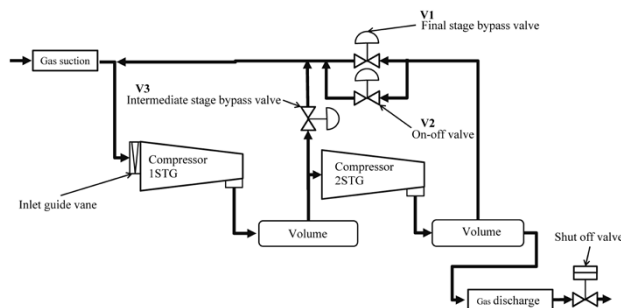 V1
Final stage bypass valve
Gas suction
V3
Intermediate stage bypass valve
V2
On-off valve
Compressor
1STG
Compressor
2STG
Inlet guide vane
Volume
Volume
Shut off valve
Gas discharge